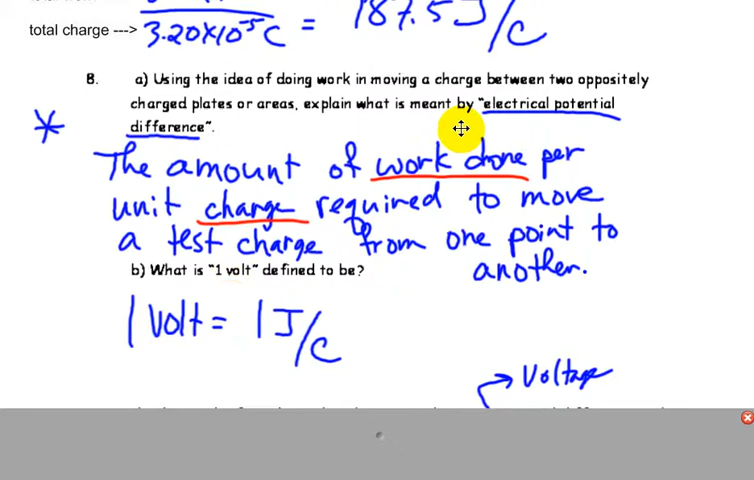 total charge ---> 3.20x10⁻⁵C = 187.5 J/C
8. a) Using the idea of doing work in moving a charge between two oppositely
charged plates or areas, explain what is meant by "electrical potential
difference".
* The amount of work done per
unit charge required to move
a test charge from one point to
another.
b) What is "1 volt" defined to be?
1 Volt = 1 J/C
→ Voltage